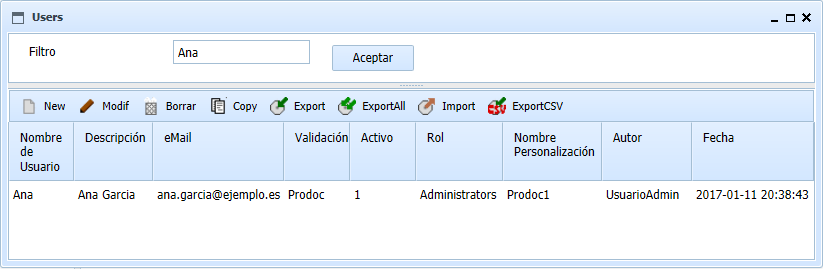 Users
Filtro Ana Aceptar
New Modif Borrar Copy Export ExportAll Import ExportCSV
Nombre de Usuario Descripción eMail Validación Activo Rol Nombre Personalización Autor Fecha
Ana Ana Garcia ana.garcia@ejemplo.es Prodoc 1 Administrators Prodoc1 UsuarioAdmin 2017-01-11 20:38:43